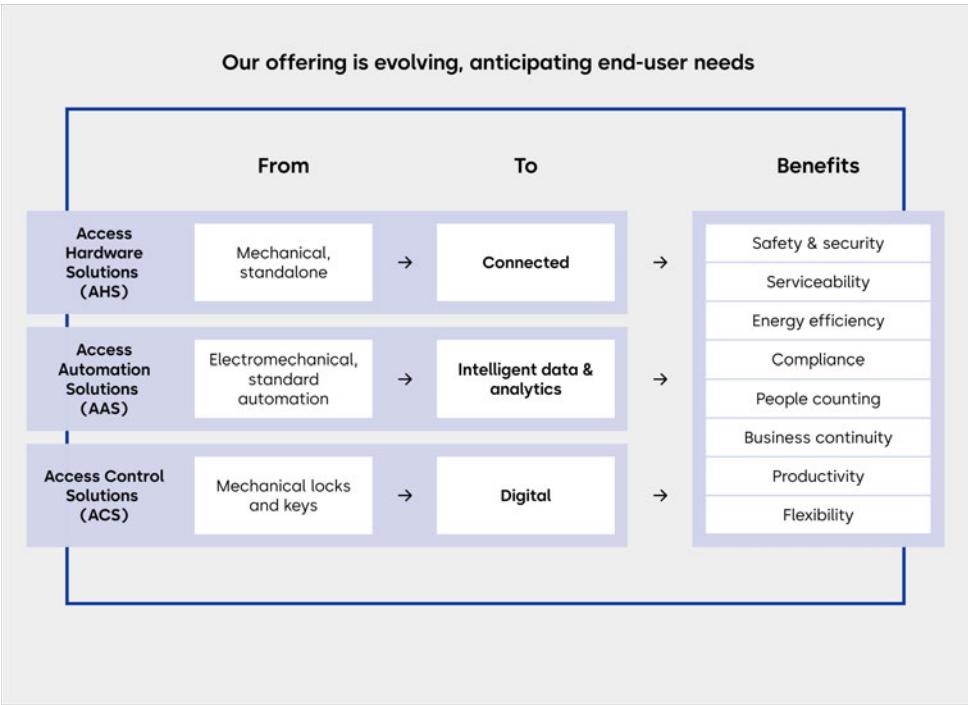 Our offering is evolving, anticipating end-user needs
From
To
Benefits
Access
Hardware
Solutions
(AHS)
Mechanical,
standalone
→
Connected
→
Access
Automation
Solutions
(AAS)
Electromechanical,
standard
automation
→
Intelligent data &
analytics
→
Access Control
Solutions
(ACS)
Mechanical locks
and keys
→
Digital
→
Safety & security
Serviceability
Energy efficiency
Compliance
People counting
Business continuity
Productivity
Flexibility